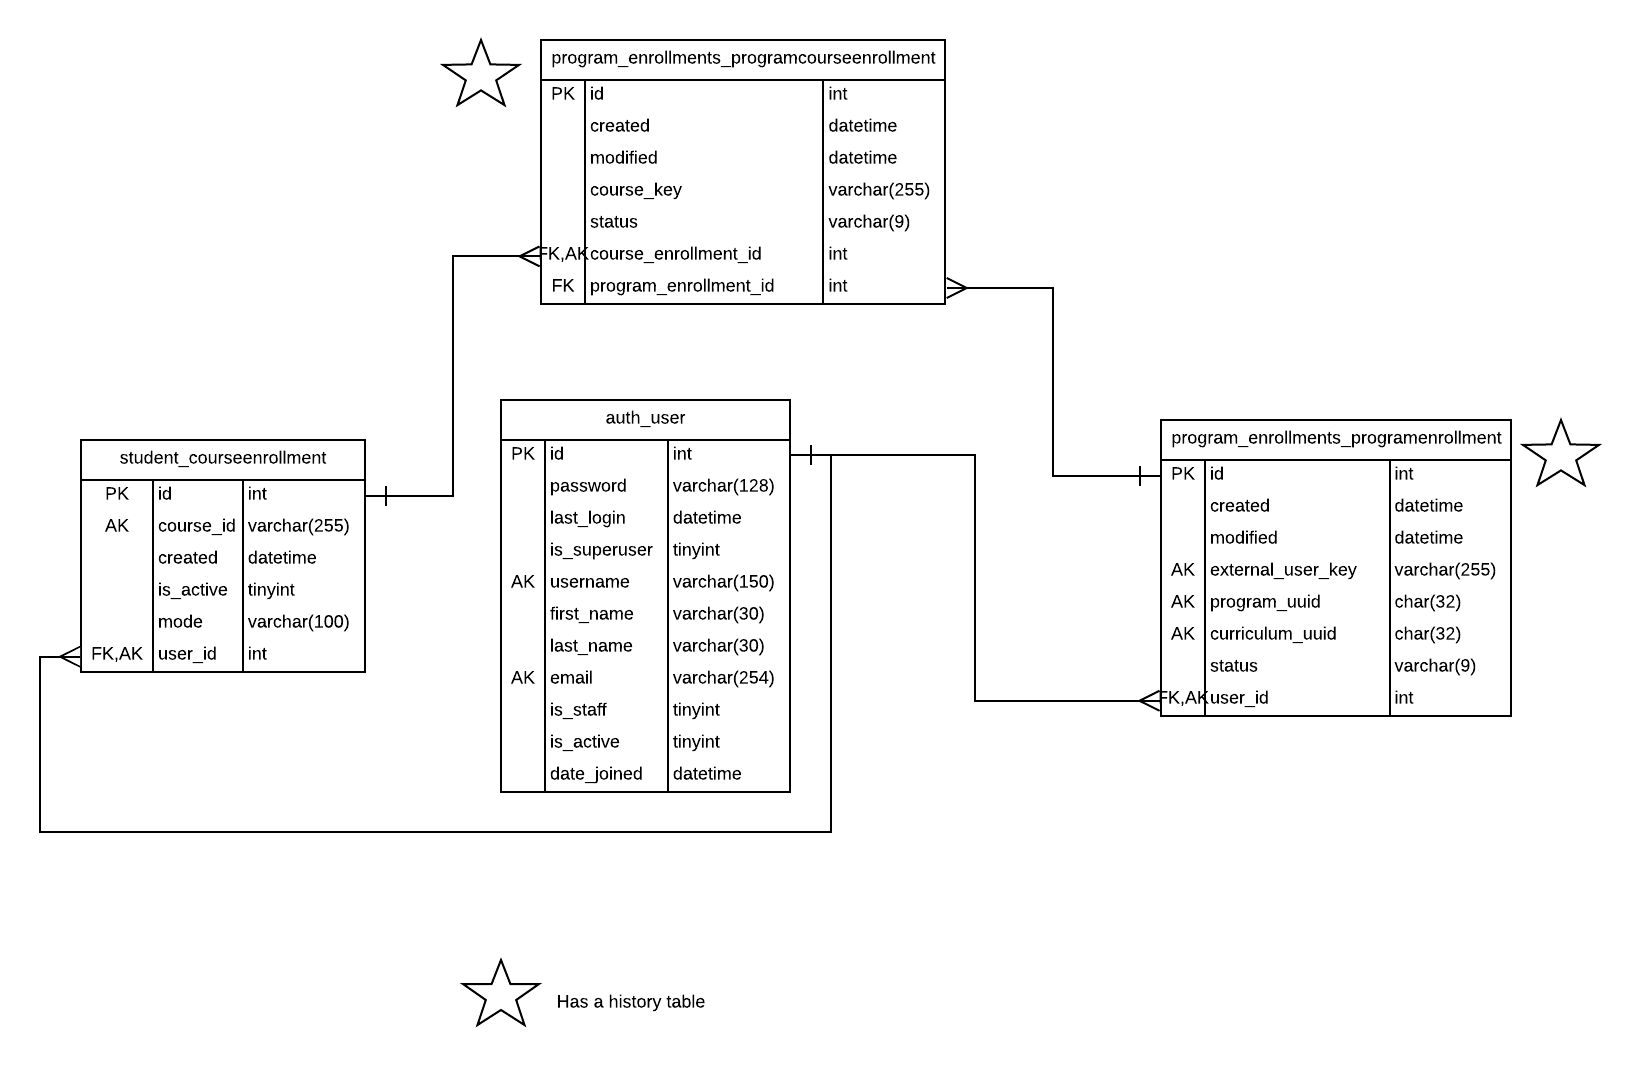 program_enrollments_programcourseenrollment
PK id int
created datetime
modified datetime
course_key varchar(255)
status varchar(9)
FK,AK course_enrollment_id int
FK program_enrollment_id int
student_courseenrollment
PK id int
AK course_id varchar(255)
created datetime
is_active tinyint
mode varchar(100)
FK,AK user_id int
auth_user
PK id int
password varchar(128)
last_login datetime
is_superuser tinyint
AK username varchar(150)
first_name varchar(30)
last_name varchar(30)
AK email varchar(254)
is_staff tinyint
is_active tinyint
date_joined datetime
program_enrollments_programenrollment
PK id int
created datetime
modified datetime
AK external_user_key varchar(255)
AK program_uuid char(32)
AK curriculum_uuid char(32)
status varchar(9)
FK,AK user_id int
Has a history table